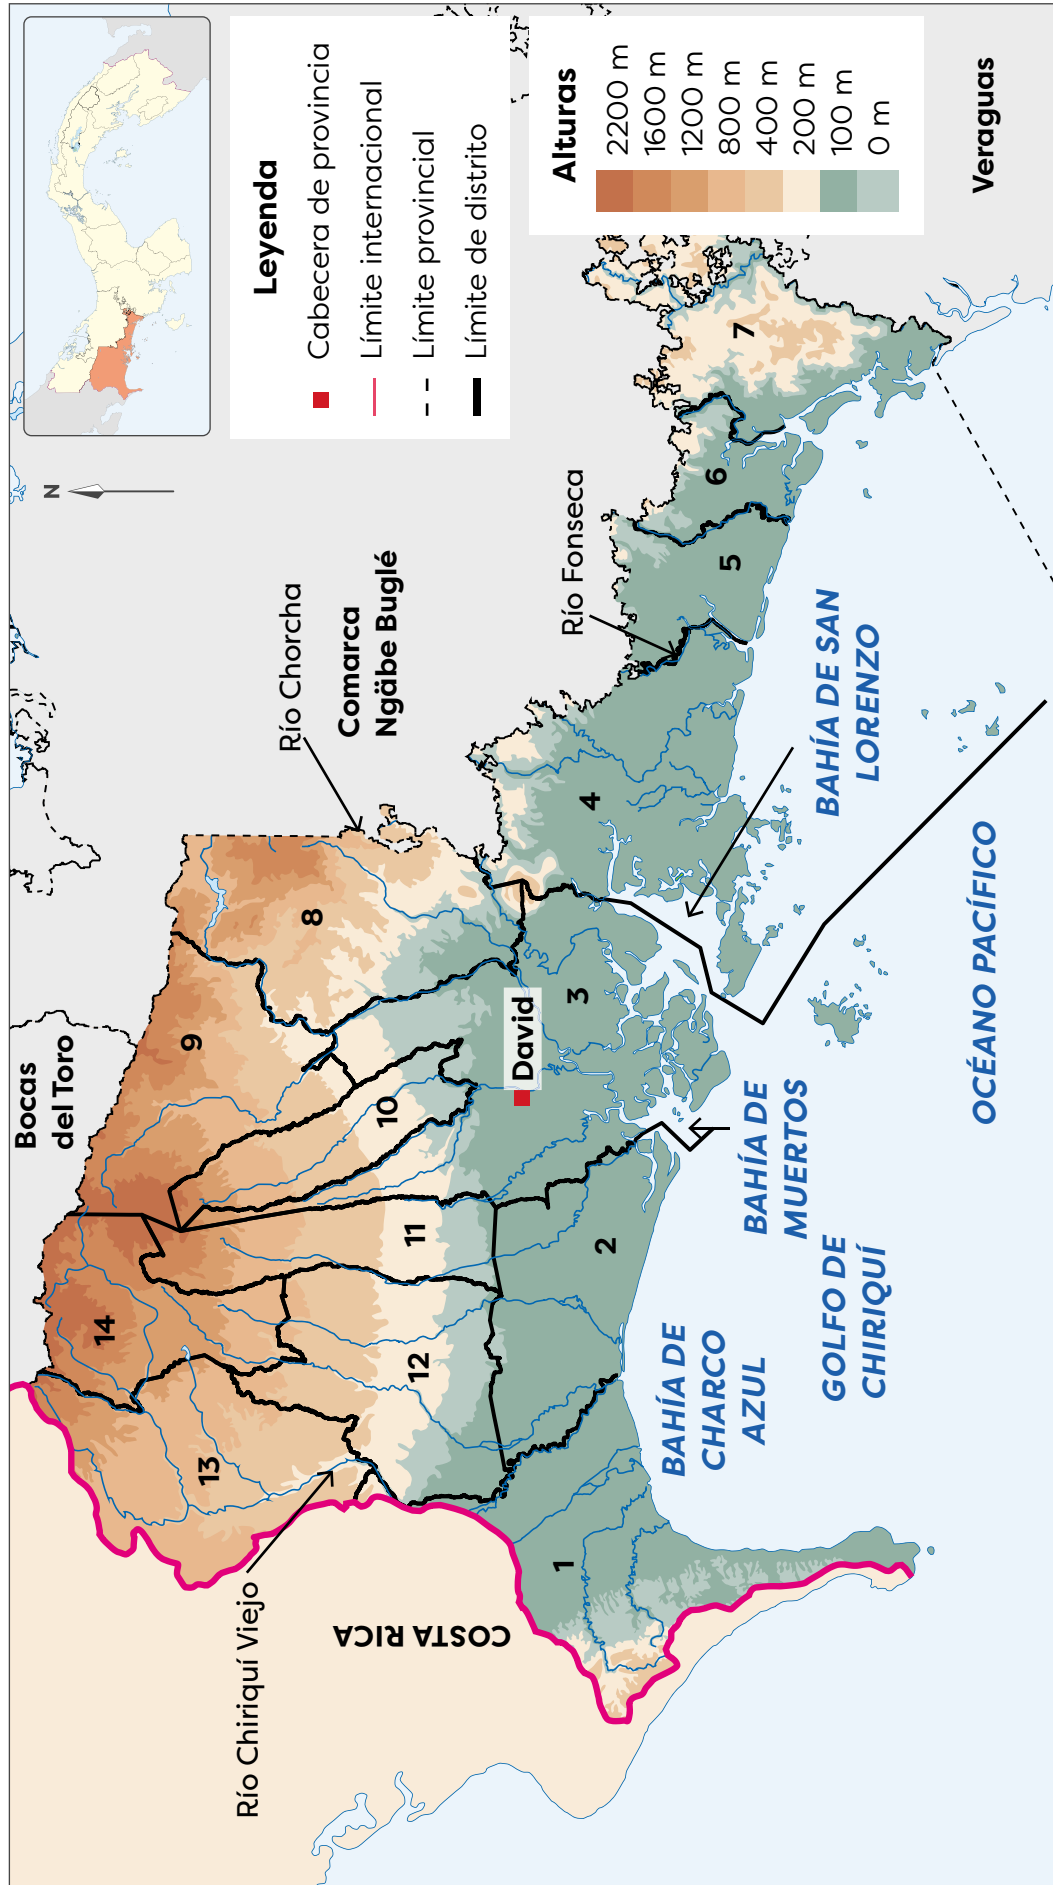 Bocas
del Toro
Río Chorcha
Comarca
Ngäbe Buglé
Río Fonseca
N
Leyenda
Cabecera de provincia
Límite internacional
Límite provincial
Límite de distrito
Alturas
2200 m
1600 m
1200 m
800 m
400 m
200 m
100 m
0 m
Veraguas
Río Chiriquí Viejo
COSTA RICA
14
13
12
11
10
9
8
7
6
5
4
3
2
1
David
BAHÍA DE
CHARCO
AZUL
BAHÍA DE
MUERTOS
BAHÍA DE SAN
LORENZO
GOLFO DE
CHIRIQUÍ
OCÉANO PACÍFICO